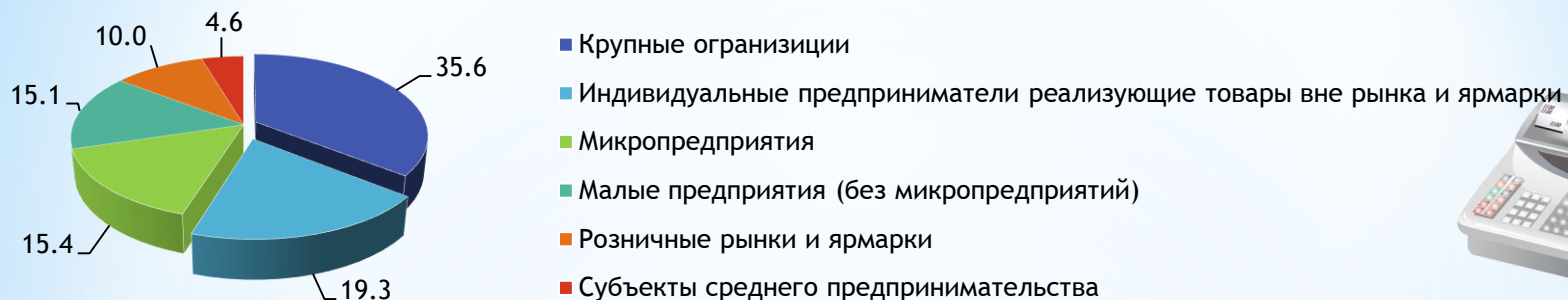 4.6
10.0
35.6
15.1
15.4
19.3
Крупные огранизиции
Индивидуальные предприниматели реализующие товары вне рынка и ярмарки
Микропредприятия
Малые предприятия (без микропредприятий)
Розничные рынки и ярмарки
Субъекты среднего предпринимательства